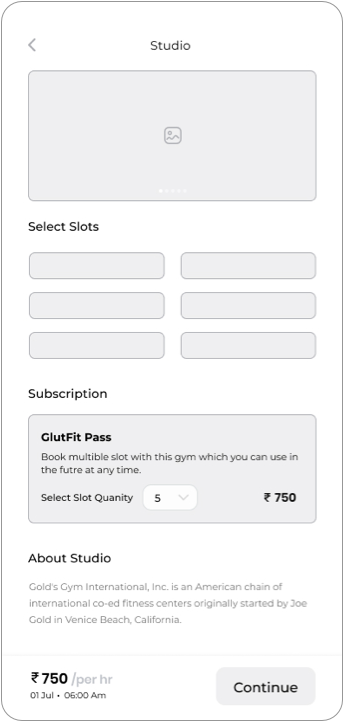 Studio
Select Slots
Subscription
GlutFit Pass
Book multible slot with this gym which you can use in
the futre at any time.
Select Slot Quanity 5 ₹ 750
About Studio
Gold's Gym International, Inc. is an American chain of
international co-ed fitness centers originally started by Joe
Gold in Venice Beach, California.
₹ 750 /per hr
01 Jul • 06:00 Am
Continue